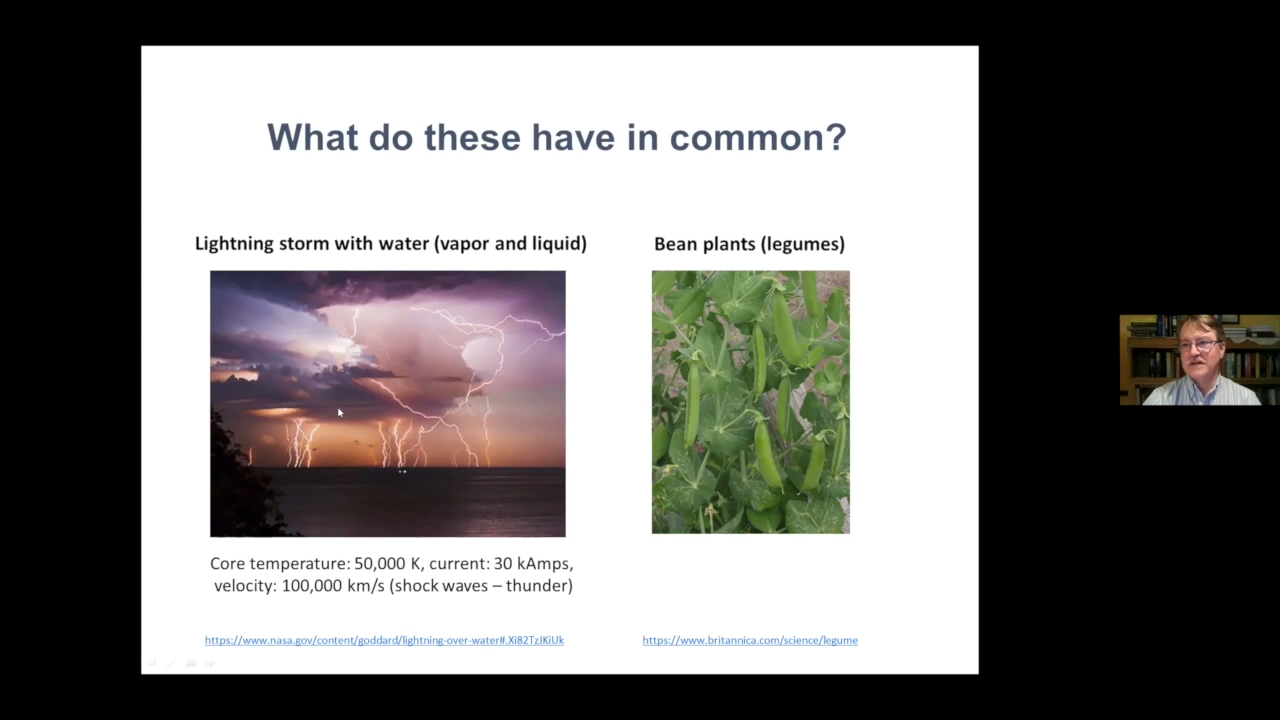 What do these have in common?
Lightning storm with water (vapor and liquid)
Bean plants (legumes)
Core temperature: 50,000 K, current: 30 kAmps,
velocity: 100,000 km/s (shock waves – thunder)
https://www.nasa.gov/content/goddard/lightning-over-water#.Xi82TzJKiUk
https://www.britannica.com/science/legume